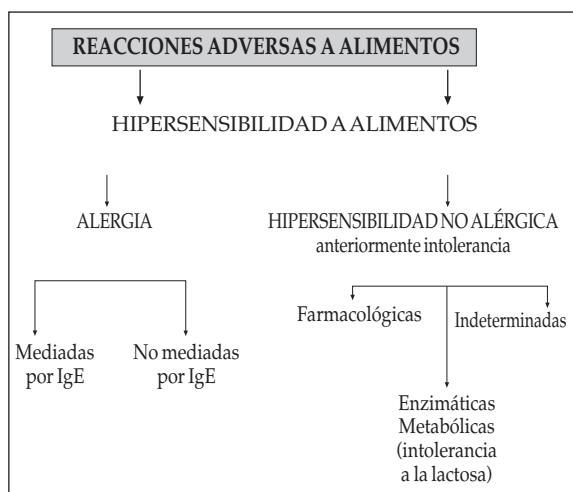 REACCIONES ADVERSAS A ALIMENTOS
HIPERSENSIBILIDAD A ALIMENTOS
ALERGIA
HIPERSENSIBILIDAD NO ALÉRGICA
anteriormente intolerancia
Mediadas
por IgE
No mediadas
por IgE
Farmacológicas
Indeterminadas
Enzimáticas
Metabólicas
(intolerancia
a la lactosa)